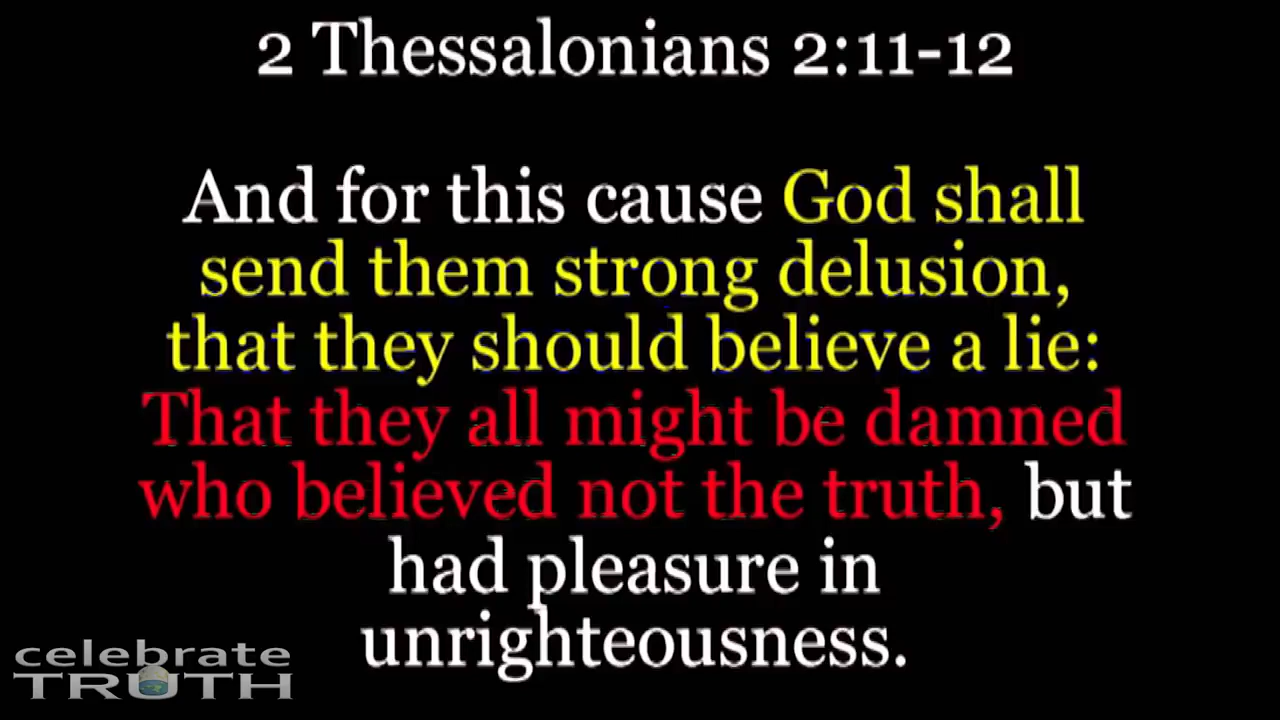 2 Thessalonians 2:11-12
And for this cause God shall
send them strong delusion,
that they should believe a lie:
That they all might be damned
who believed not the truth, but
had pleasure in
unrighteousness.
celebrate
TRUTH